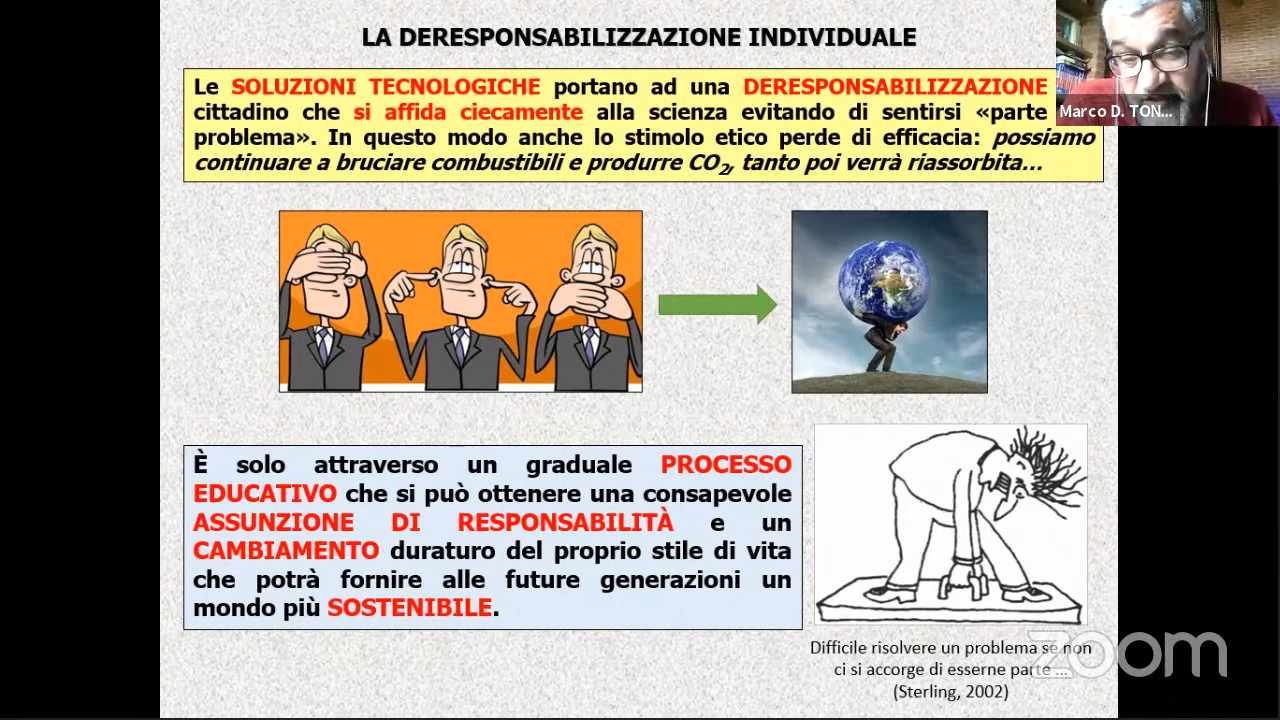 LA DERESPONSABILIZZAZIONE INDIVIDUALE
Le SOLUZIONI TECNOLOGICHE portano ad una DERESPONSABILIZZAZIONE
cittadino che si affida ciecamente alla scienza evitando di sentirsi «parte
problema». In questo modo anche lo stimolo etico perde di efficacia: possiamo
continuare a bruciare combustibili e produrre CO₂, tanto poi verrà riassorbita…
Marco D. TON...
È solo attraverso un graduale PROCESSO
EDUCATIVO che si può ottenere una consapevole
ASSUNZIONE DI RESPONSABILITÀ e un
CAMBIAMENTO duraturo del proprio stile di vita
che potrà fornire alle future generazioni un
mondo più SOSTENIBILE.
Difficile risolvere un problema se non
ci si accorge di esserne parte …
(Sterling, 2002)
zoom